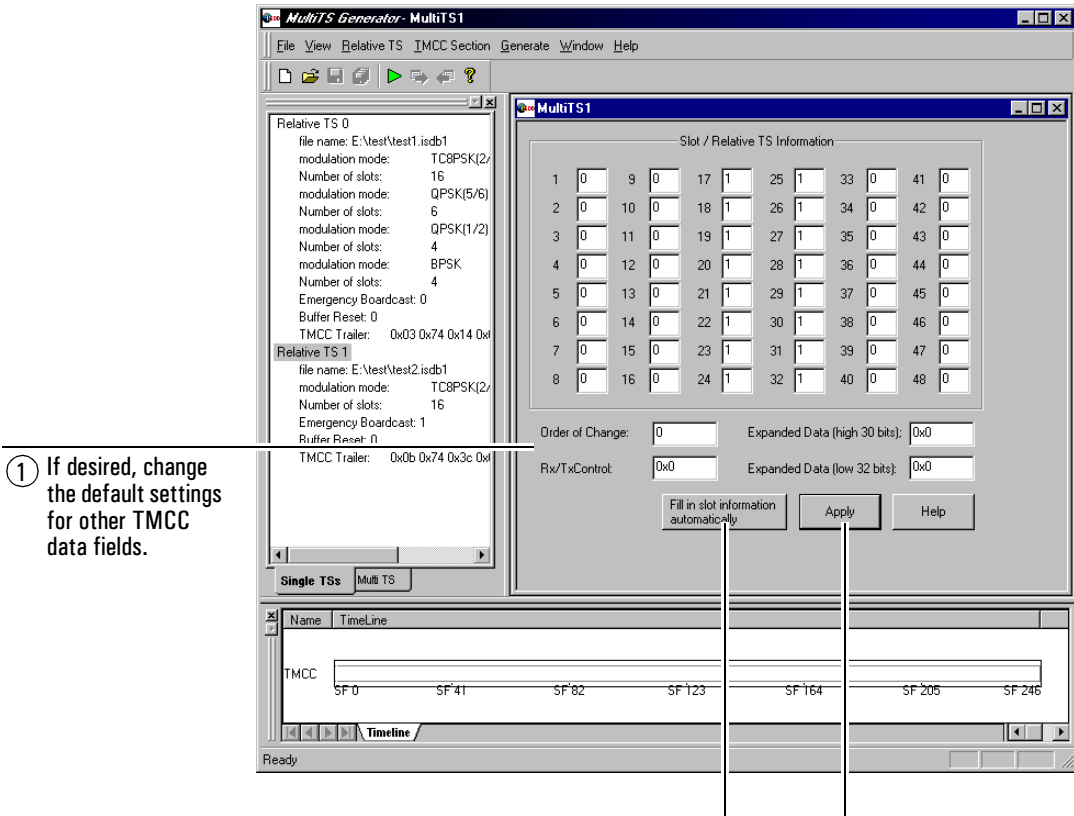 MultiTS Generator- MultiTS1
File View Relative TS TMCC Section Generate Window Help
Relative TS 0
file name: E:\test\test1.isdb1
modulation mode: TC8PSK(2/
Number of slots: 16
modulation mode: QPSK(5/6)
Number of slots: 6
modulation mode: QPSK(1/2)
Number of slots: 4
modulation mode: BPSK
Number of slots: 4
Emergency Boardcast: 0
Buffer Reset: 0
TMCC Trailer: 0x03 0x74 0x14 0x
Relative TS 1
file name: E:\test\test2.isdb1
modulation mode: TC8PSK(2/
Number of slots: 16
Emergency Boardcast: 1
Buffer Reset: 0
TMCC Trailer: 0x0b 0x74 0x3c 0x
Single TSs Multi TS
MultiTS1
Slot / Relative TS Information
1 0 9 0 17 1 25 1 33 0 41 0
2 0 10 0 18 1 26 1 34 0 42 0
3 0 11 0 19 1 27 1 35 0 43 0
4 0 12 0 20 1 28 1 36 0 44 0
5 0 13 0 21 1 29 1 37 0 45 0
6 0 14 0 22 1 30 1 38 0 46 0
7 0 15 0 23 1 31 1 39 0 47 0
8 0 16 0 24 1 32 1 40 0 48 0
Order of Change: 0 Expanded Data (high 30 bits): 0x0
Rx/TxControl: 0x0 Expanded Data (low 32 bits): 0x0
Fill in slot information
automatically
Apply
Help
1 If desired, change
the default settings
for other TMCC
data fields.
Name TimeLine
TMCC
SF 0 SF 41 SF 82 SF 123 SF 164 SF 205 SF 246
Timeline
Ready